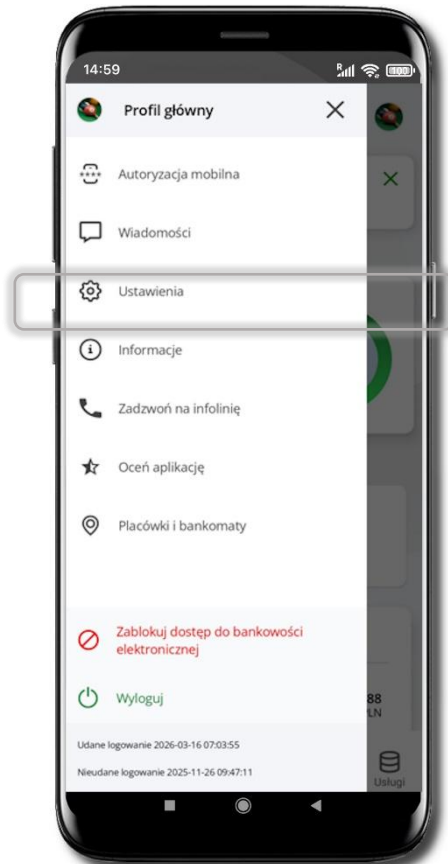 14:59
Profil główny
Autoryzacja mobilna
Wiadomości
Ustawienia
Informacje
Zadzwoń na infolinię
Oceń aplikację
Placówki i bankomaty
Zablokuj dostęp do bankowości
elektronicznej
Wyloguj
88
PLN
Udane logowanie 2026-03-16 07:03:55
Nieudane logowanie 2025-11-26 09:47:11
Usługi